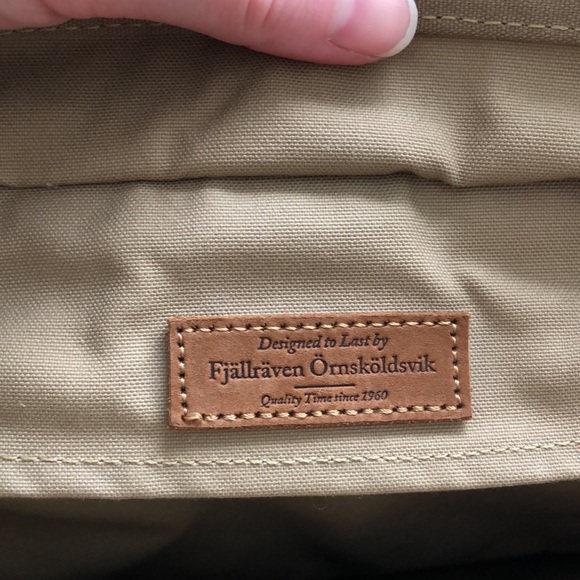 Designed to Last by
Fjällräven Örnsköldsvik
Quality Time since 1960